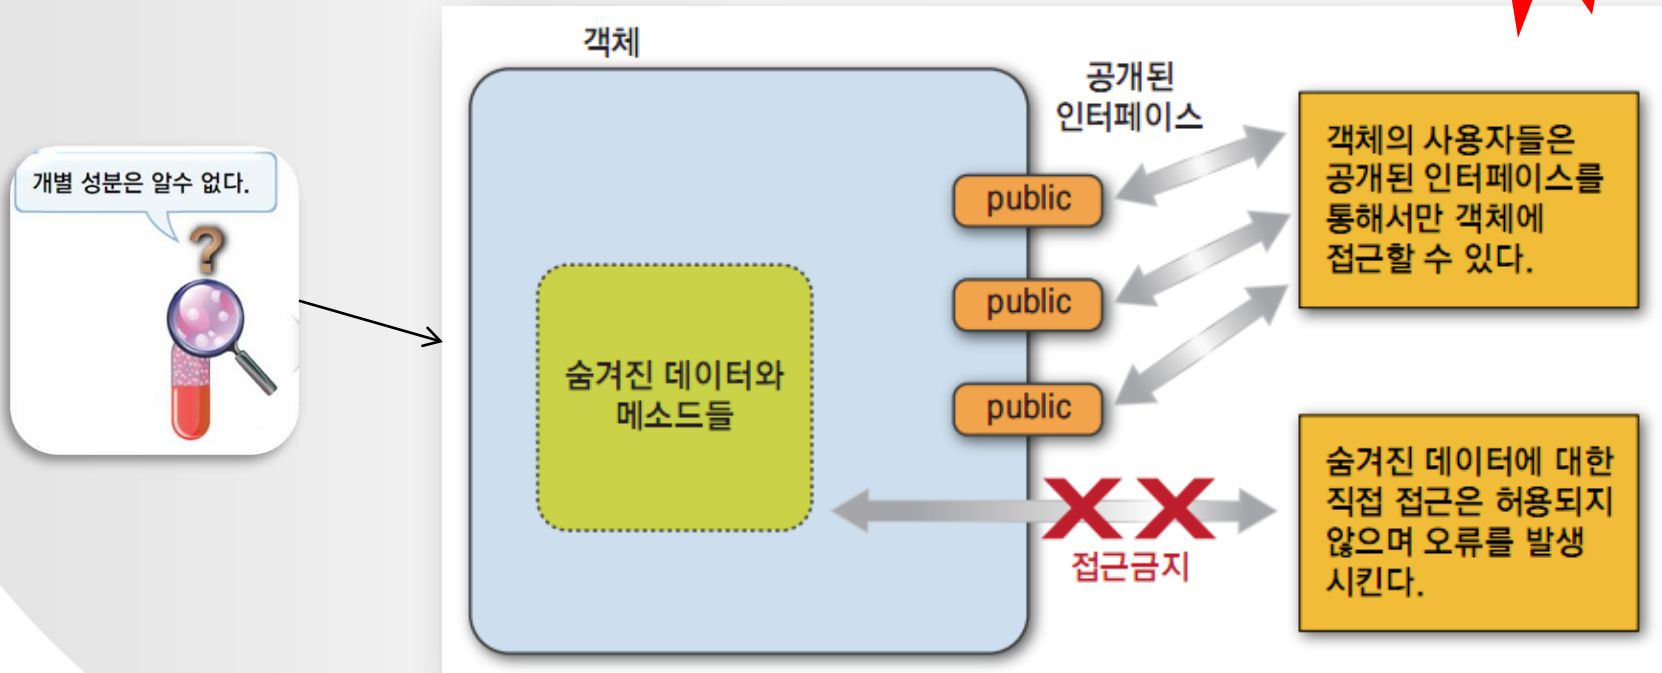 객체
공개된
인터페이스
개별 성분은 알수 없다.
?
public
public
public
객체의 사용자들은
공개된 인터페이스를
통해서만 객체에
접근할 수 있다.
숨겨진 데이터와
메소드들
접근금지
숨겨진 데이터에 대한
직접 접근은 허용되지
않으며 오류를 발생
시킨다.